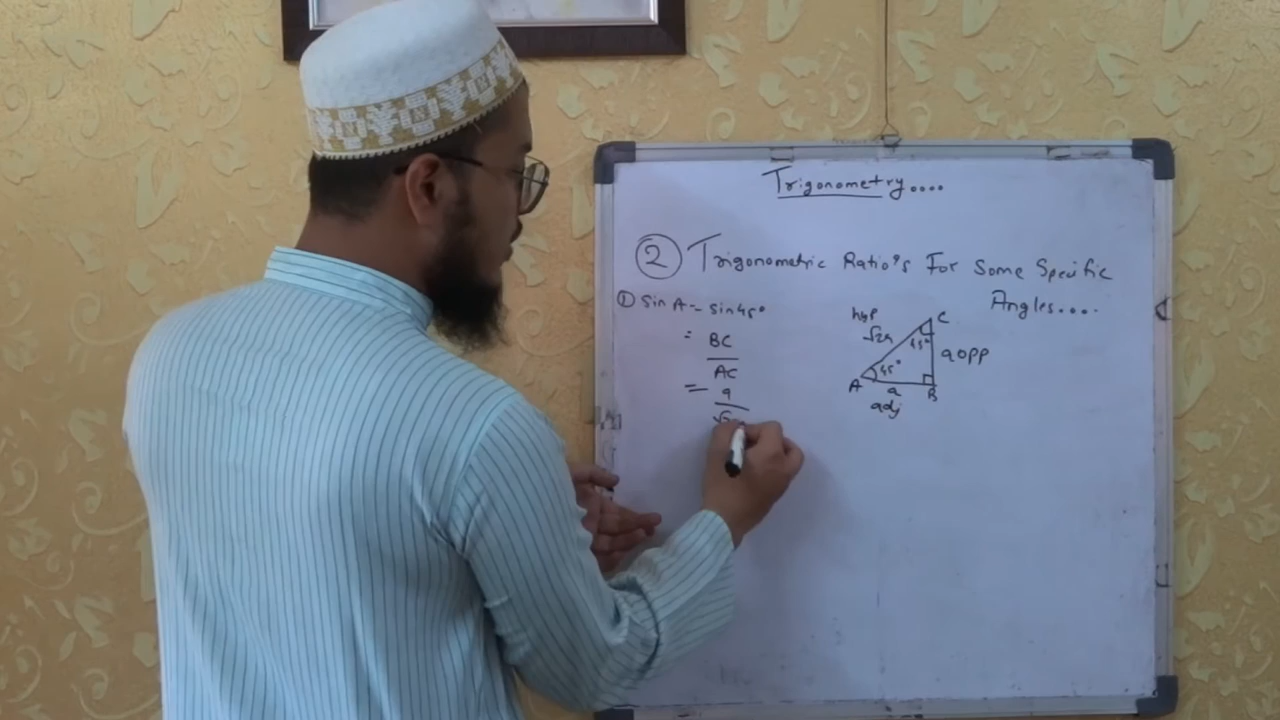 Trigonometry....
② Trigonometric Ratio's For Some Specific
Angles....
① Sin A = sin 45°
= BC
AC
= a
√2
hyp
√2a
C
45°
a opp
45°
A
a
B
adj